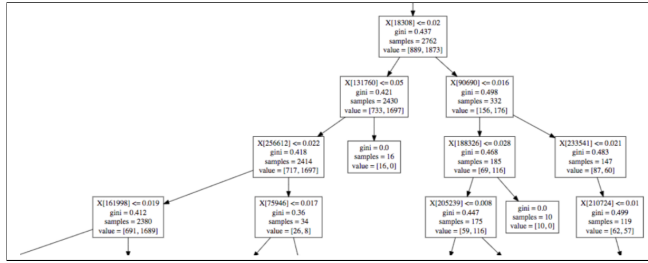 X[18308] <= 0.02
gini = 0.437
samples = 2762
value = [889, 1873]
X[131760] <= 0.05
gini = 0.421
samples = 2430
value = [733, 1697]
X[90690] <= 0.016
gini = 0.498
samples = 332
value = [156, 176]
X[256612] <= 0.022
gini = 0.418
samples = 2414
value = [717, 1697]
gini = 0.0
samples = 16
value = [16, 0]
X[188326] <= 0.028
gini = 0.468
samples = 185
value = [69, 116]
X[233541] <= 0.021
gini = 0.483
samples = 147
value = [87, 60]
X[161998] <= 0.019
gini = 0.412
samples = 2380
value = [691, 1689]
X[75946] <= 0.017
gini = 0.36
samples = 34
value = [26, 8]
X[205239] <= 0.008
gini = 0.447
samples = 175
value = [59, 116]
gini = 0.0
samples = 10
value = [10, 0]
X[210724] <= 0.01
gini = 0.499
samples = 119
value = [62, 57]